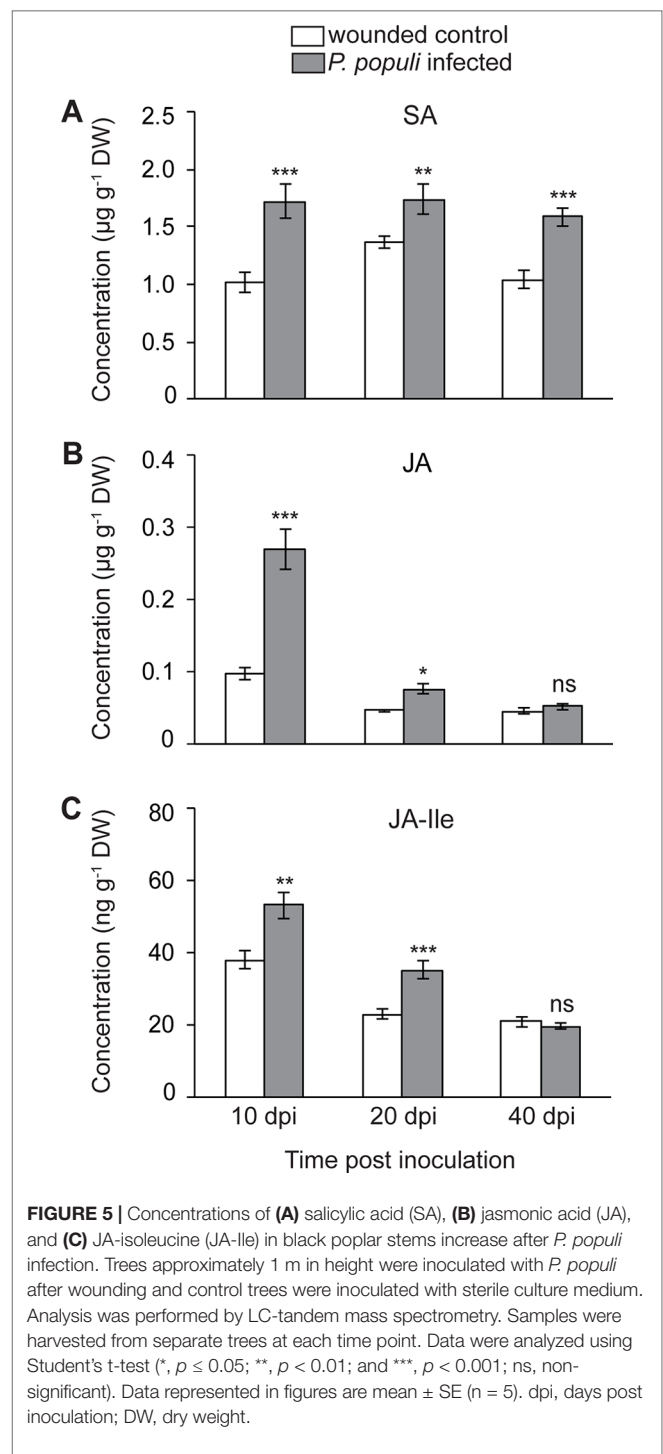 wounded control
P. populi infected
A
SA
Concentration (µg g-1 DW)
2.5
2.0
1.5
1.0
0.5
0
***
**
***
B
JA
Concentration (µg g-1 DW)
0.4
0.3
0.2
0.1
0
***
*
ns
C
JA-Ile
Concentration (ng g-1 DW)
80
60
40
20
0
**
***
ns
10 dpi 20 dpi 40 dpi
Time post inoculation
FIGURE 5 | Concentrations of (A) salicylic acid (SA), (B) jasmonic acid (JA),
and (C) JA-isoleucine (JA-Ile) in black poplar stems increase after P. populi
infection. Trees approximately 1 m in height were inoculated with P. populi
after wounding and control trees were inoculated with sterile culture medium.
Analysis was performed by LC-tandem mass spectrometry. Samples were
harvested from separate trees at each time point. Data were analyzed using
Student's t-test (*, p ≤ 0.05; **, p < 0.01; and ***, p < 0.001; ns, non-
significant). Data represented in figures are mean ± SE (n = 5). dpi, days post
inoculation; DW, dry weight.